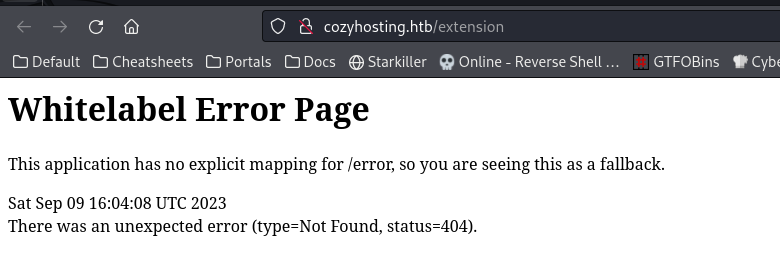 cozyhosting.htb/extension
Default Cheatsheets Portals Docs Starkiller Online - Reverse Shell … GTFOBins Cybe
Whitelabel Error Page
This application has no explicit mapping for /error, so you are seeing this as a fallback.
Sat Sep 09 16:04:08 UTC 2023
There was an unexpected error (type=Not Found, status=404).